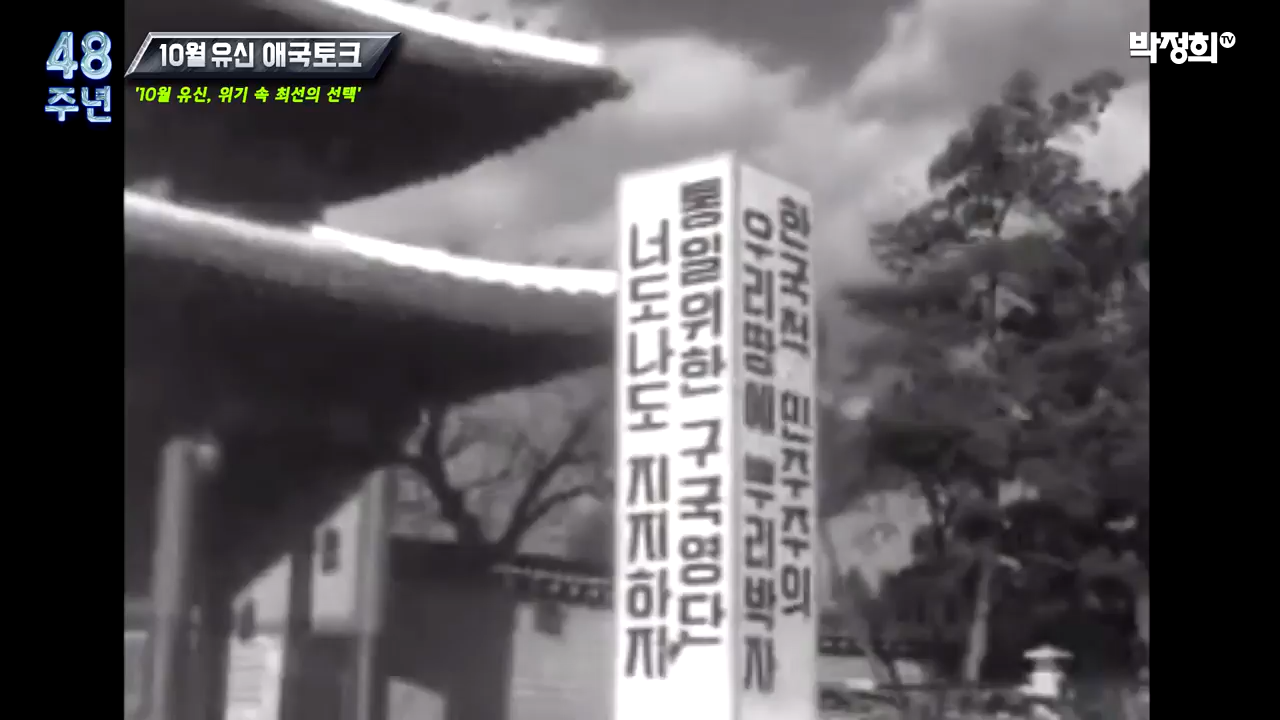 48주년
10월 유신 애국토크
'10월 유신, 위기 속 최선의 선택'
박정희TV
통일위한 구국영단
너도나도 지지하자
한국적 민주주의
우리땅에 뿌리박자